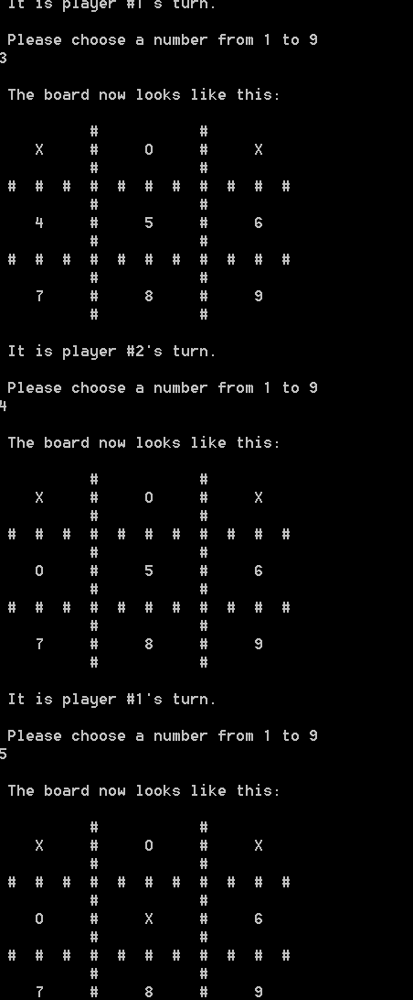 It is player #1's turn.
Please choose a number from 1 to 9
3
The board now looks like this:
# #
X # O # X
# #
# # # # # # # # # # #
# #
4 # 5 # 6
# #
# # # # # # # # # # #
# #
7 # 8 # 9
# #
It is player #2's turn.
Please choose a number from 1 to 9
4
The board now looks like this:
# #
X # O # X
# #
# # # # # # # # # # #
# #
O # 5 # 6
# #
# # # # # # # # # # #
# #
7 # 8 # 9
# #
It is player #1's turn.
Please choose a number from 1 to 9
5
The board now looks like this:
# #
X # O # X
# #
# # # # # # # # # # #
# #
O # X # 6
# #
# # # # # # # # # # #
# #
7 # 8 # 9